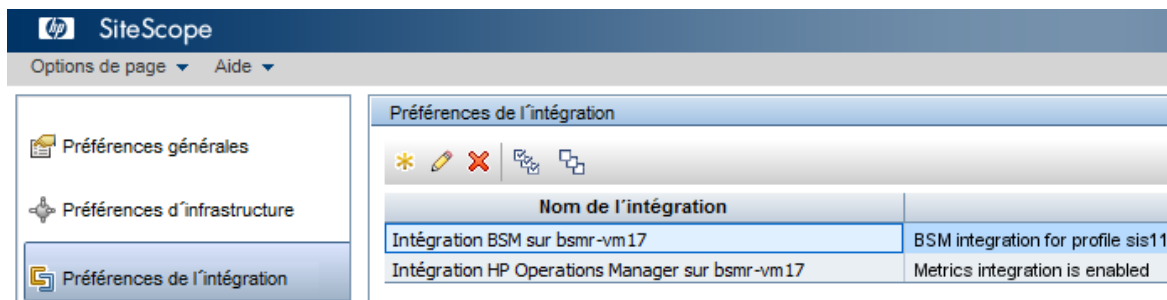 hp SiteScope
Options de page Aide
Préférences générales
Préférences d´infrastructure
Préférences de l´intégration
Préférences de l´intégration
Nom de l´intégration
Intégration BSM sur bsmr-vm17 BSM integration for profile sis11
Intégration HP Operations Manager sur bsmr-vm17 Metrics integration is enabled